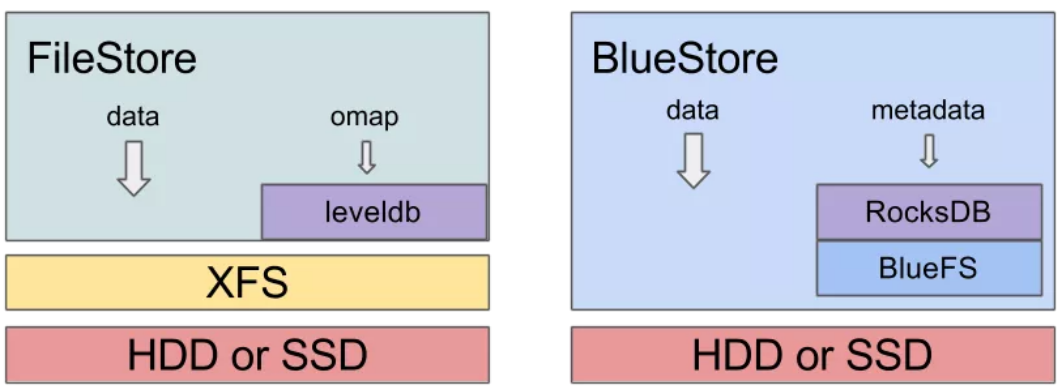 FileStore
data
omap
leveldb
XFS
HDD or SSD
BlueStore
data
metadata
RocksDB
BlueFS
HDD or SSD